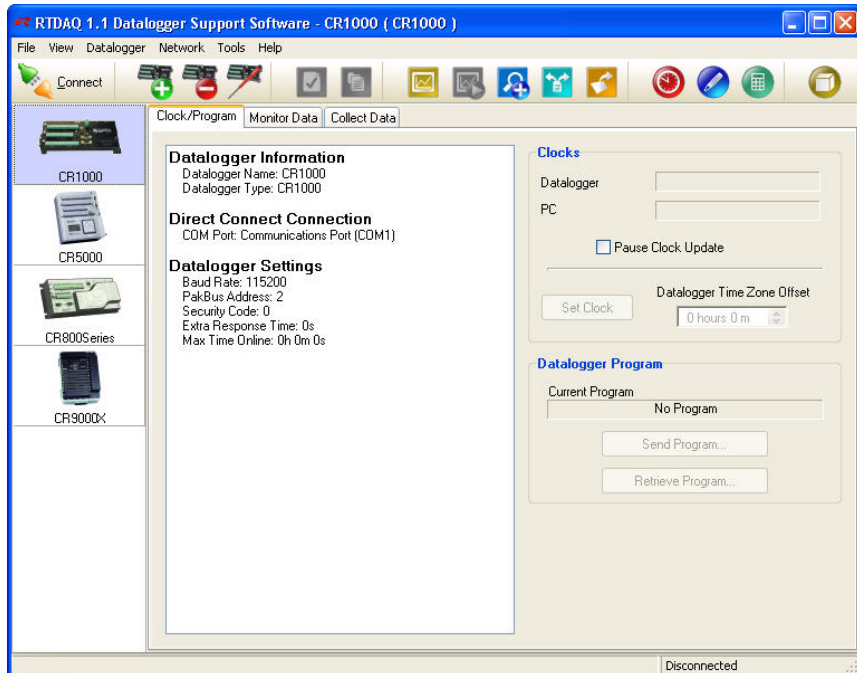 RTDAQ 1.1 Datalogger Support Software - CR1000 ( CR1000 )
File View Datalogger Network Tools Help
Connect
Clock/Program Monitor Data Collect Data
CR1000
CR5000
CR800Series
CR9000X
Datalogger Information
Datalogger Name: CR1000
Datalogger Type: CR1000
Direct Connect Connection
COM Port: Communications Port (COM1)
Datalogger Settings
Baud Rate: 115200
PakBus Address: 2
Security Code: 0
Extra Response Time: 0s
Max Time Online: 0h 0m 0s
Clocks
Datalogger
PC
Pause Clock Update
Set Clock
Datalogger Time Zone Offset
0 hours 0 m
Datalogger Program
Current Program
No Program
Send Program...
Retrieve Program...
Disconnected